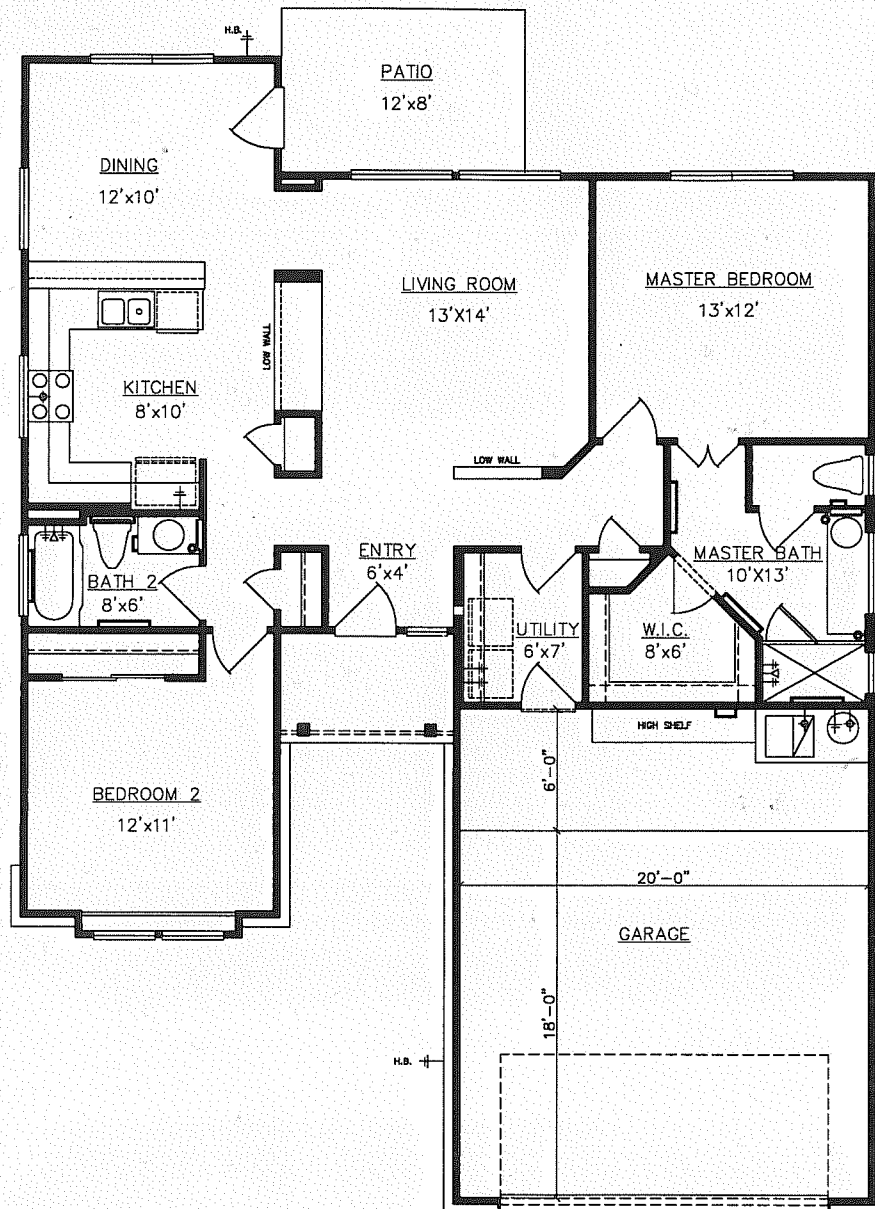 H.B.
PATIO
12'x8'
DINING
12'x10'
LIVING ROOM
13'X14'
MASTER BEDROOM
13'x12'
LOW WALL
KITCHEN
8'x10'
LOW WALL
ENTRY
6'x4'
MASTER BATH
10'X13'
BATH 2
8'x6'
UTILITY
6'x7'
W.I.C.
8'x6'
HIGH SHELF
6'-0"
BEDROOM 2
12'x11'
20'-0"
GARAGE
18'-0"
H.B.